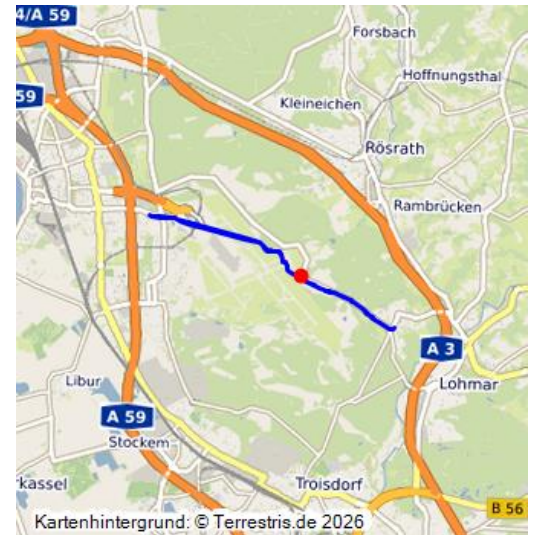 4/A 59
Forsbach
Hoffnungsthal
59
Kleineichen
Rösrath
Rambrücken
A 3
Libur
Lohmar
A 59
Stockem
kassel
Troisdorf
B 56
Kartenhintergrund: © Terrestris.de 2026